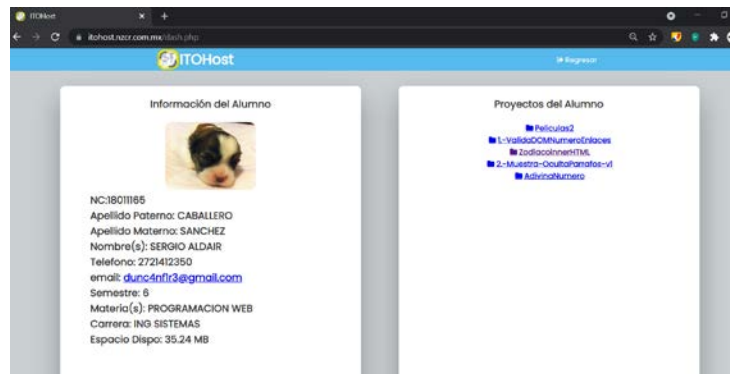 ITOHost
itohost.nzcr.com.mx/dash.php
ITOHost
Regresar
Información del Alumno
NC:18011165
Apellido Paterno: CABALLERO
Apellido Materno: SANCHEZ
Nombre(s): SERGIO ALDAIR
Telefono: 2721412350
email: dunc4nf1r3@gmail.com
Semestre: 6
Materia(s): PROGRAMACION WEB
Carrera: ING SISTEMAS
Espacio Dispo: 35.24 MB
Proyectos del Alumno
Peliculas2
1.-ValidaDOMNumeroEnlaces
ZodiacoInnerHTML
2.-Muestra-OcultaParrafos-v1
AdivinaNumero